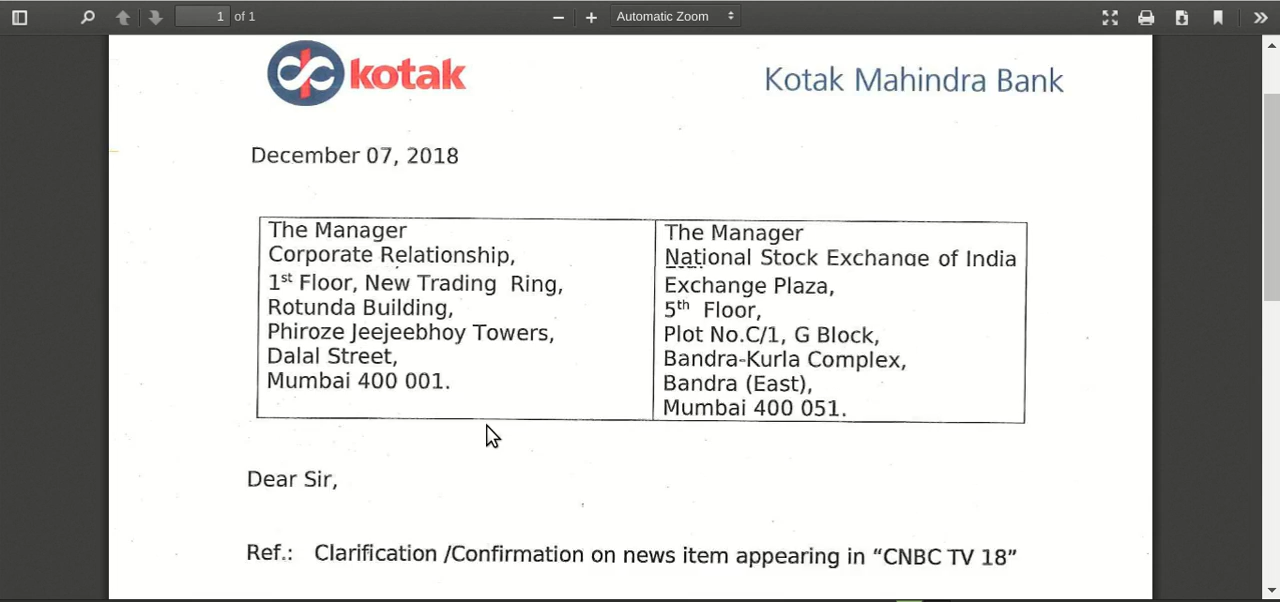 1 of 1
Automatic Zoom
kotak
Kotak Mahindra Bank
December 07, 2018
The Manager
Corporate Relationship,
1st Floor, New Trading Ring,
Rotunda Building,
Phiroze Jeejeebhoy Towers,
Dalal Street,
Mumbai 400 001.
The Manager
National Stock Exchange of India
Exchange Plaza,
5th Floor,
Plot No.C/1, G Block,
Bandra-Kurla Complex,
Bandra (East),
Mumbai 400 051.
Dear Sir,
Ref.: Clarification /Confirmation on news item appearing in “CNBC TV 18”